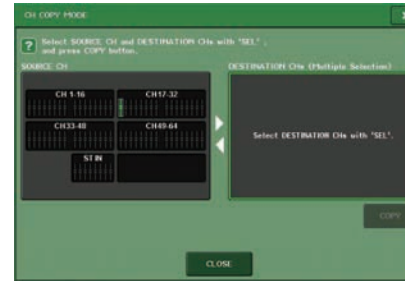 CH COPY MODE
? Select SOURCE CH and DESTINATION CHs with "SEL",
and press COPY button.
SOURCE CH
DESTINATION CHs (Multiple Selection)
CH 1-16
CH17-32
CH33-48
CH49-64
ST IN
Select DESTINATION CHs with "SEL".
COPY
CLOSE